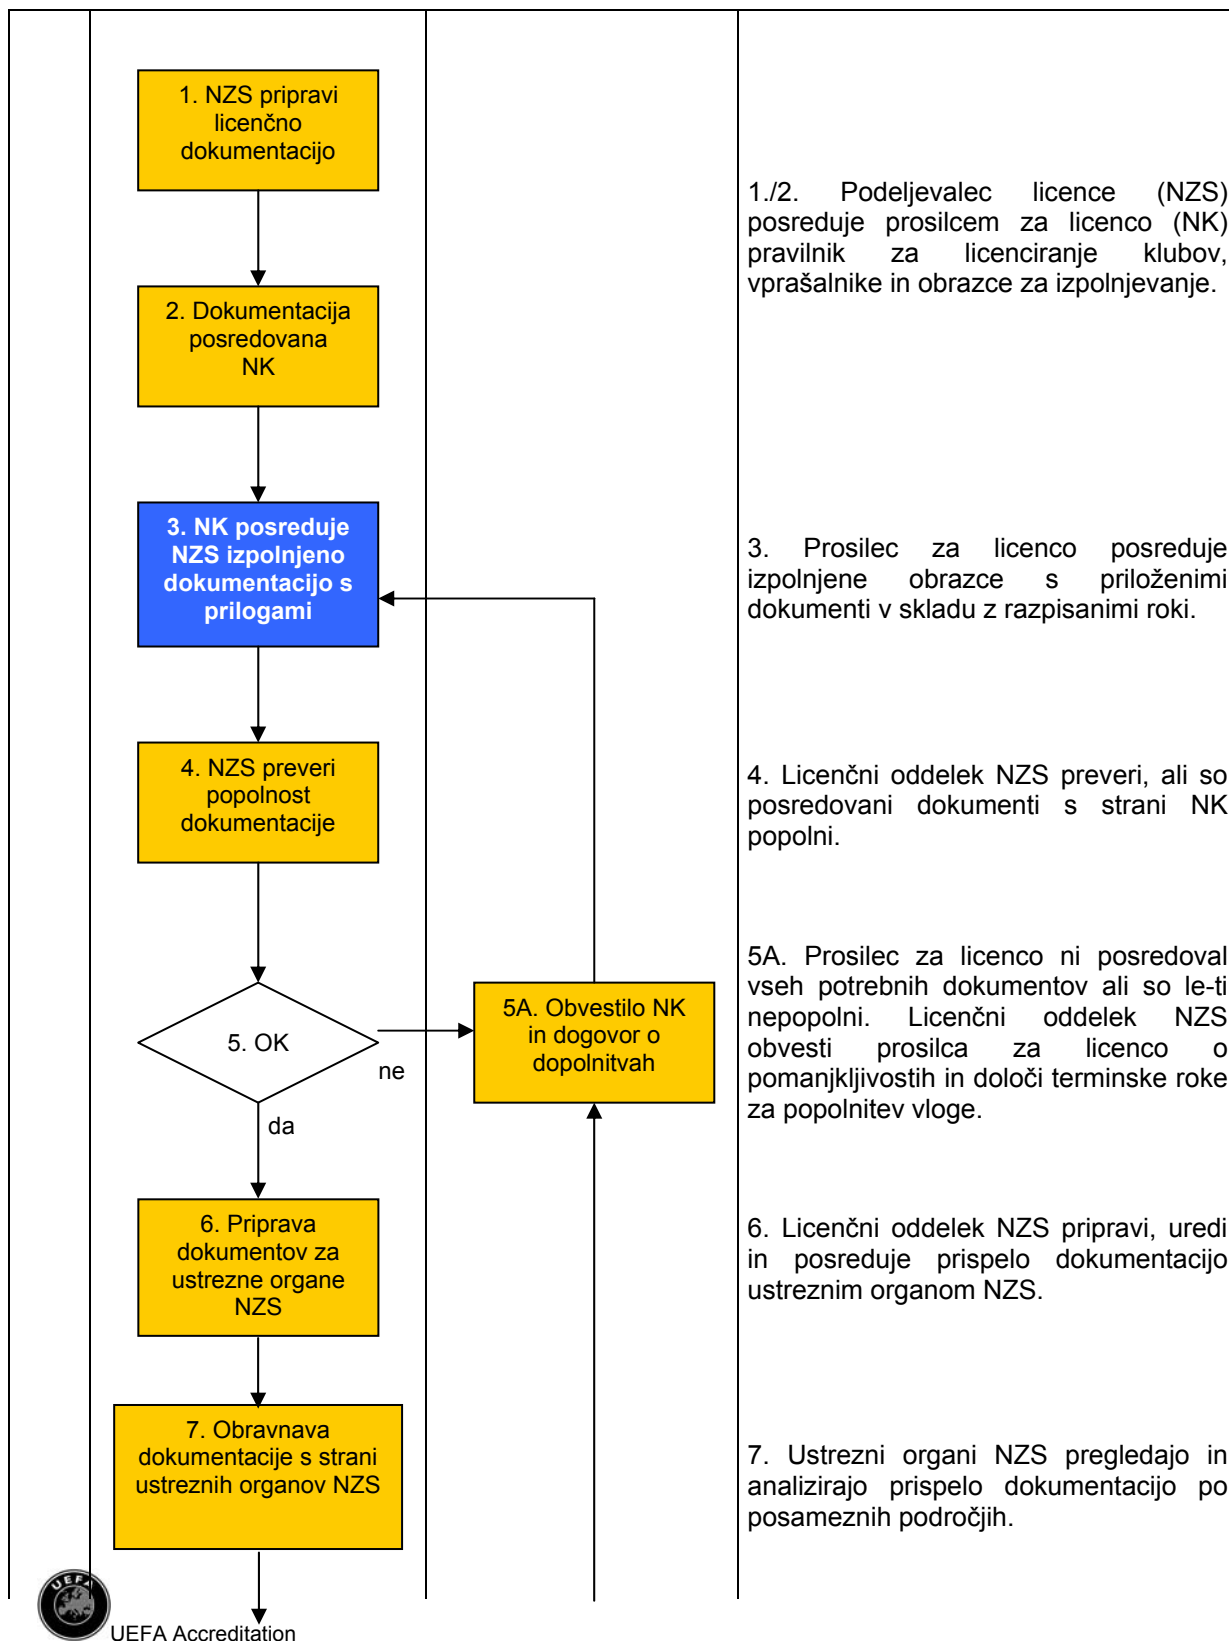 1. NZS pripravi
licenčno
dokumentacijo
1./2. Podeljevalec licence (NZS)
posreduje prosilcem za licenco (NK)
pravilnik za licenciranje klubov,
vprašalnike in obrazce za izpolnjevanje.
2. Dokumentacija
posredovana
NK
3. NK posreduje
NZS izpolnjeno
dokumentacijo s
prilogami
3. Prosilec za licenco posreduje
izpolnjene obrazce s priloženimi
dokumenti v skladu z razpisanimi roki.
4. NZS preveri
popolnost
dokumentacije
4. Licenčni oddelek NZS preveri, ali so
posredovani dokumenti s strani NK
popolni.
5. OK
ne
da
5A. Obvestilo NK
in dogovor o
dopolnitvah
5A. Prosilec za licenco ni posredoval
vseh potrebnih dokumentov ali so le-ti
nepopolni. Licenčni oddelek NZS
obvesti prosilca za licenco o
pomanjkljivostih in določi terminske roke
za popolnitev vloge.
6. Priprava
dokumentov za
ustrezne organe
NZS
6. Licenčni oddelek NZS pripravi, uredi
in posreduje prispelo dokumentacijo
ustreznim organom NZS.
7. Obravnava
dokumentacije s strani
ustreznih organov NZS
7. Ustrezni organi NZS pregledajo in
analizirajo prispelo dokumentacijo po
posameznih področjih.
UEFA
UEFA Accreditation